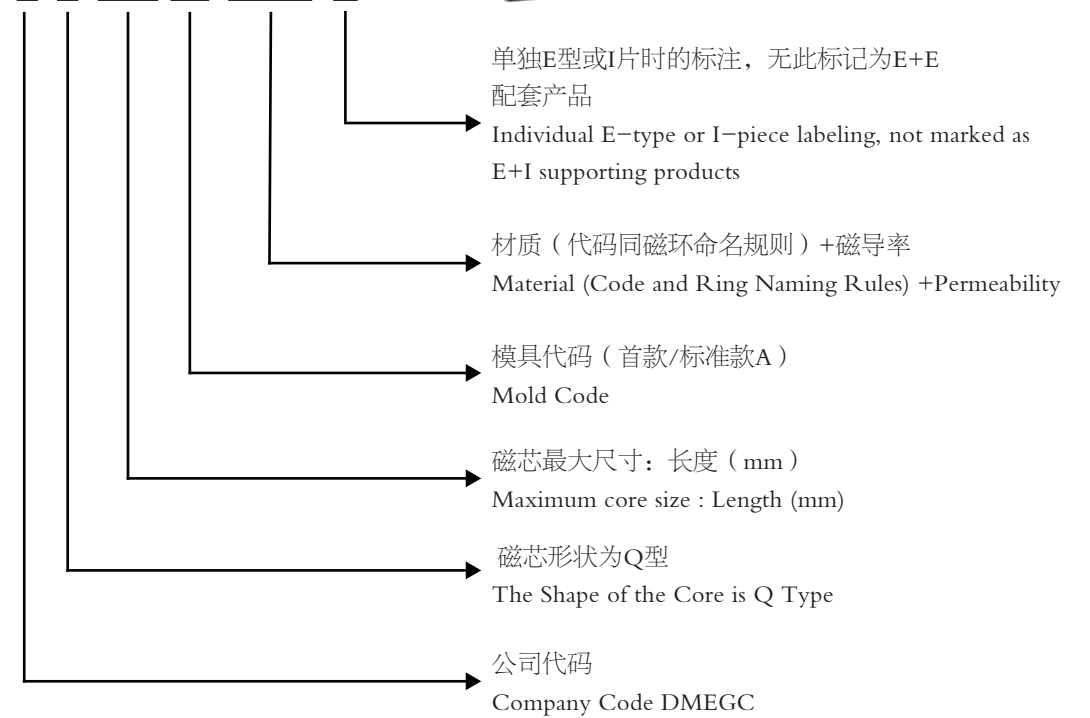 单独E型或I片时的标注，无此标记为E+E
配套产品
Individual E-type or I-piece labeling, not marked as
E+I supporting products
材质（代码同磁环命名规则）+磁导率
Material (Code and Ring Naming Rules) +Permeability
模具代码（首款/标准款A）
Mold Code
磁芯最大尺寸：长度（mm）
Maximum core size : Length (mm)
磁芯形状为Q型
The Shape of the Core is Q Type
公司代码
Company Code DMEGC